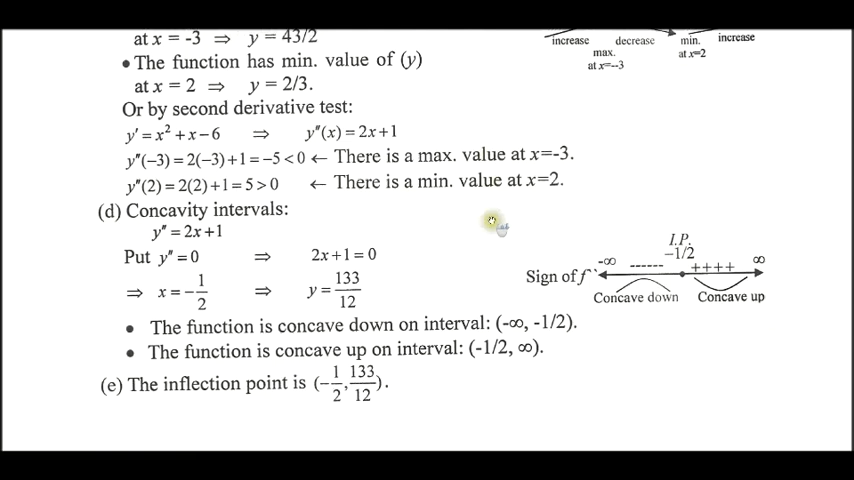 at x = -3 ⇒ y = 43/2
• The function has min. value of (y)
at x = 2 ⇒ y = 2/3.
Or by second derivative test:
y' = x² + x − 6 ⇒ y''(x) = 2x + 1
y''(−3) = 2(−3) + 1 = −5 < 0 ← There is a max. value at x=-3.
y''(2) = 2(2) + 1 = 5 > 0 ← There is a min. value at x=2.
increase decrease min. increase
max. at x=2
at x=--3
(d) Concavity intervals:
y'' = 2x + 1
Put y'' = 0 ⇒ 2x + 1 = 0
⇒ x = −1/2 ⇒ y = 133/12
I.P.
-∞ -1/2 ∞
------ ++++
Sign of f``
Concave down Concave up
• The function is concave down on interval: (-∞, -1/2).
• The function is concave up on interval: (-1/2, ∞).
(e) The inflection point is (−1/2, 133/12).